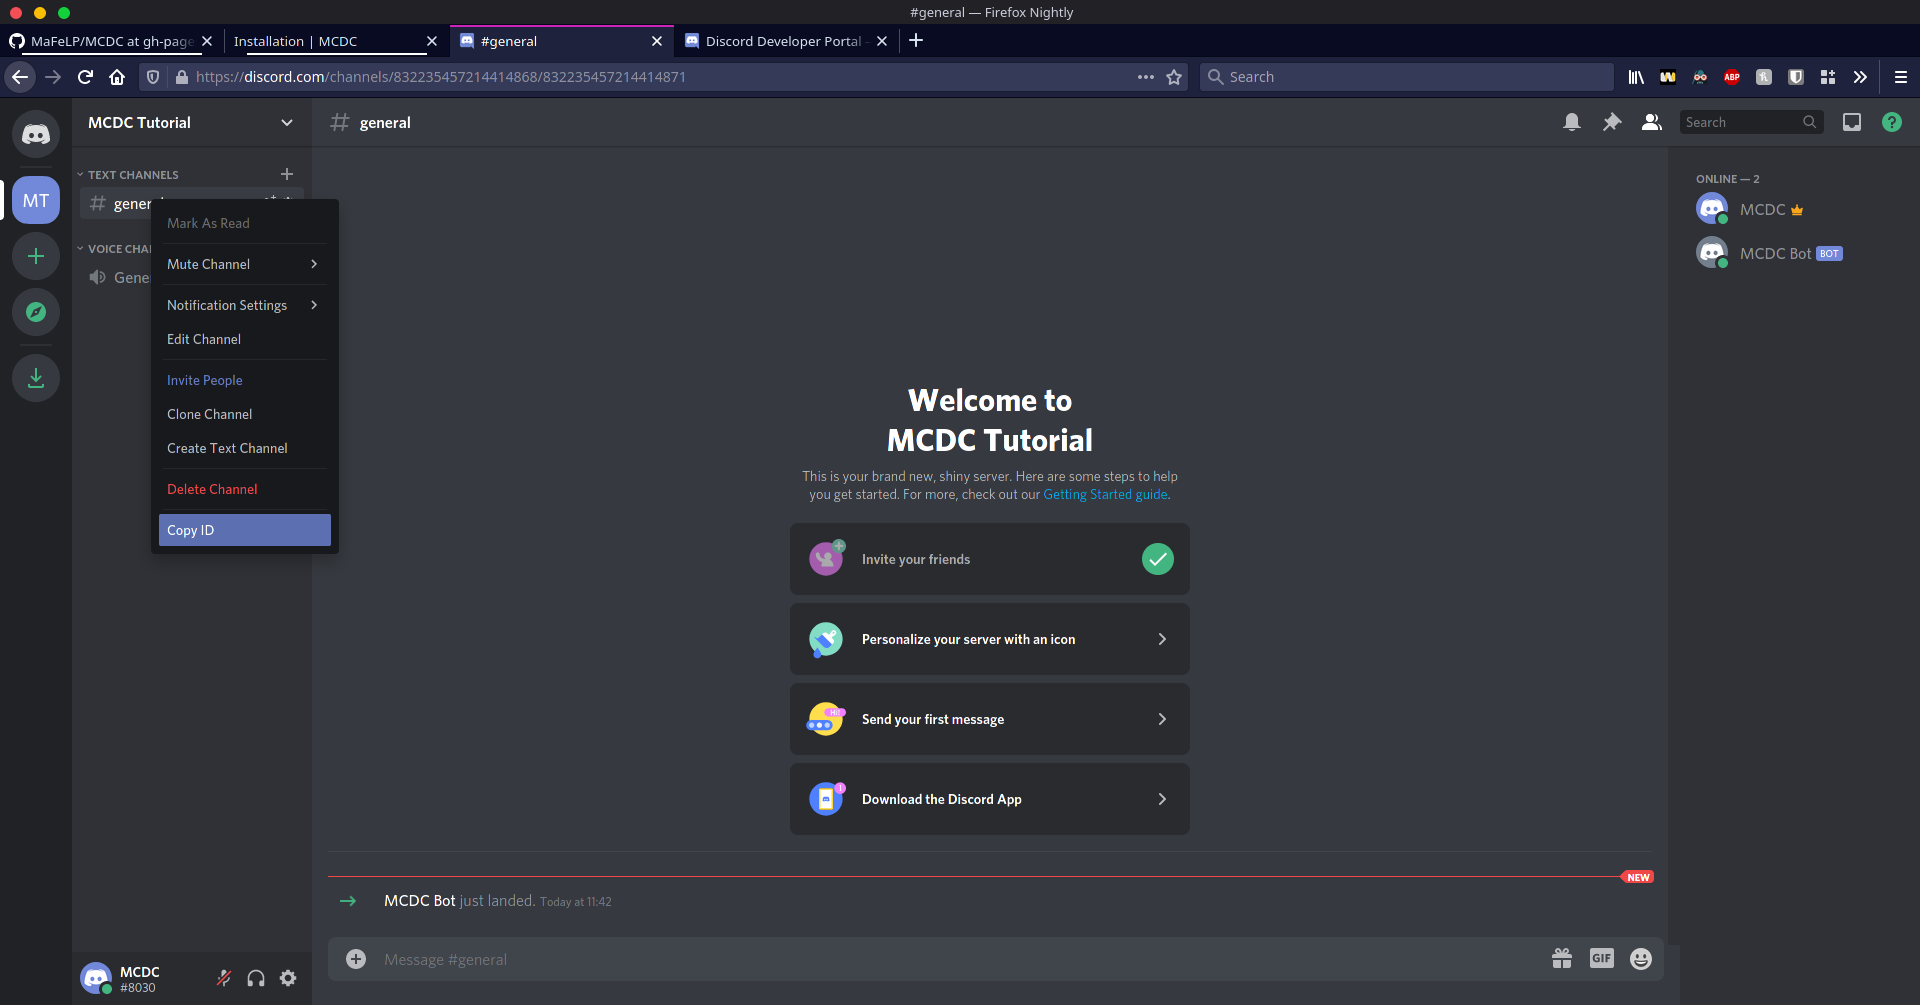 #general — Firefox Nightly
MaFeLP/MCDC at gh-page
Installation | MCDC
#general
Discord Developer Portal -
https://discord.com/channels/832235457214414868/832235457214414871
Search
ABP
MCDC Tutorial
general
Search
TEXT CHANNELS
general
MT
VOICE CHAN
Gene
Mark As Read
Mute Channel
Notification Settings
Edit Channel
Invite People
Clone Channel
Create Text Channel
Delete Channel
Copy ID
Welcome to
MCDC Tutorial
This is your brand new, shiny server. Here are some steps to help
you get started. For more, check out our Getting Started guide.
Invite your friends
Personalize your server with an icon
Hi!
Send your first message
Download the Discord App
NEW
MCDC Bot just landed. Today at 11:42
Message #general
GIF
ONLINE — 2
MCDC
MCDC Bot BOT
MCDC
#8030